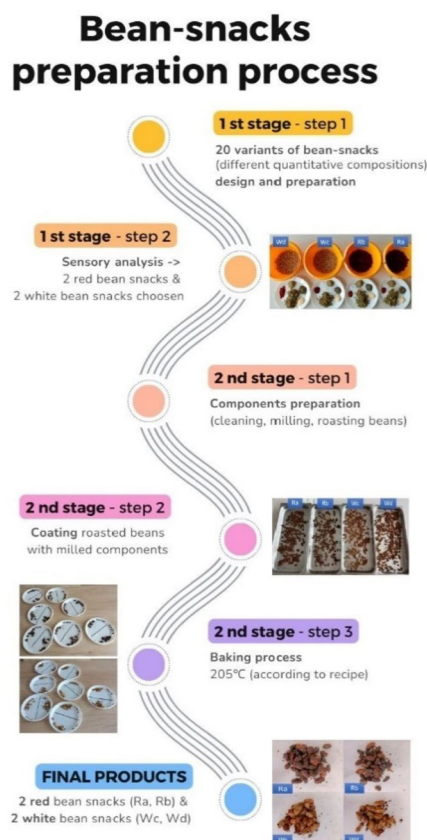 Bean-snacks
preparation process
1 st stage - step 1
20 variants of bean-snacks
(different quantitative compositions)
design and preparation
1 st stage - step 2
Sensory analysis ->
2 red bean snacks &
2 white bean snacks choosen
Wd Wc Rb Ra
2 nd stage - step 1
Components preparation
(cleaning, milling, roasting beans)
2 nd stage - step 2
Coating roasted beans
with milled components
Ra Rb Wc Wd
2 nd stage - step 3
Baking process
205°C (according to recipe)
FINAL PRODUCTS
2 red bean snacks (Ra, Rb) &
2 white bean snacks (Wc, Wd)
Ra Rb
Wc Wd